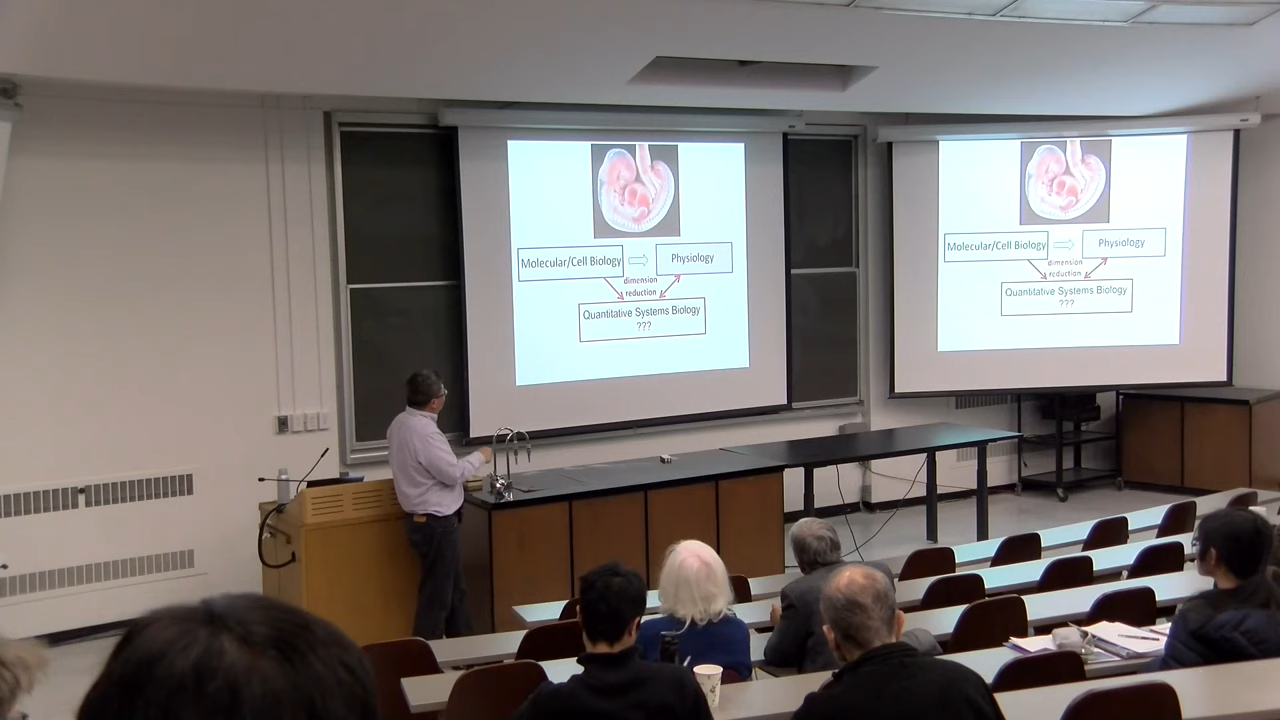 Molecular/Cell Biology
Physiology
dimension
reduction
Quantitative Systems Biology
???
Molecular/Cell Biology
Physiology
dimension
reduction
Quantitative Systems Biology
???